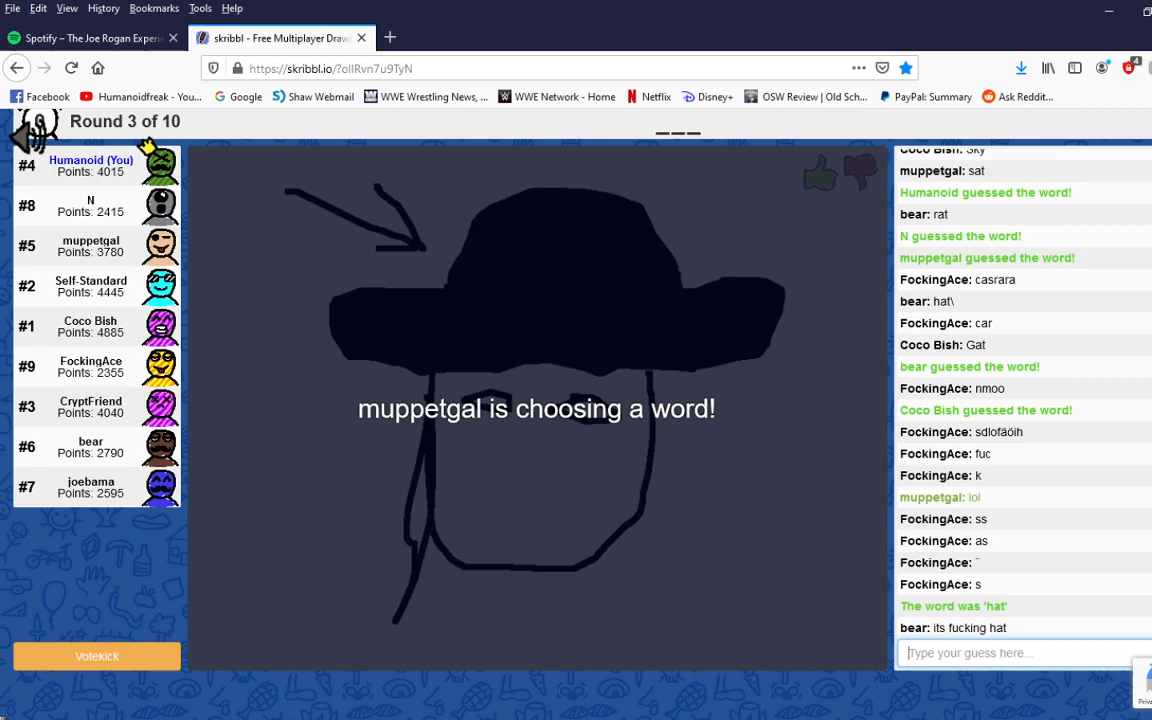 File Edit View History Bookmarks Tools Help
Spotify – The Joe Rogan Experi
skribbl - Free Multiplayer Drawi
https://skribbl.io/?olIRvn7u9TyN
4
Facebook Humanoidfreak - You... Google Shaw Webmail WWE Wrestling News, ... WWE Network - Home Netflix Disney+ OSW Review | Old Sch... PayPal: Summary Ask Reddit...
Round 3 of 10
_ _ _
#4 Humanoid (You)
Points: 4015
#8 N
Points: 2415
#5 muppetgal
Points: 3780
#2 Self-Standard
Points: 4445
#1 Coco Bish
Points: 4885
#9 FockingAce
Points: 2355
#3 CryptFriend
Points: 4040
#6 bear
Points: 2790
#7 joebama
Points: 2595
Votekick
muppetgal is choosing a word!
Coco Bish: Sky
muppetgal: sat
Humanoid guessed the word!
bear: rat
N guessed the word!
muppetgal guessed the word!
FockingAce: casrara
bear: hat\
FockingAce: car
Coco Bish: Gat
bear guessed the word!
FockingAce: nmoo
Coco Bish guessed the word!
FockingAce: sdlofäöih
FockingAce: fuc
FockingAce: k
muppetgal: lol
FockingAce: ss
FockingAce: as
FockingAce: ¨
FockingAce: s
The word was 'hat'
bear: its fucking hat
Type your guess here...